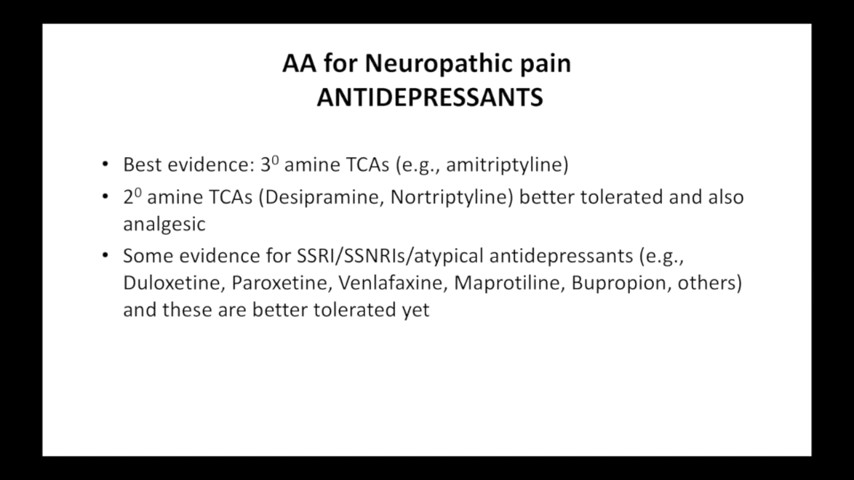 AA for Neuropathic pain
ANTIDEPRESSANTS
• Best evidence: 3⁰ amine TCAs (e.g., amitriptyline)
• 2⁰ amine TCAs (Desipramine, Nortriptyline) better tolerated and also
analgesic
• Some evidence for SSRI/SSNRIs/atypical antidepressants (e.g.,
Duloxetine, Paroxetine, Venlafaxine, Maprotiline, Bupropion, others)
and these are better tolerated yet